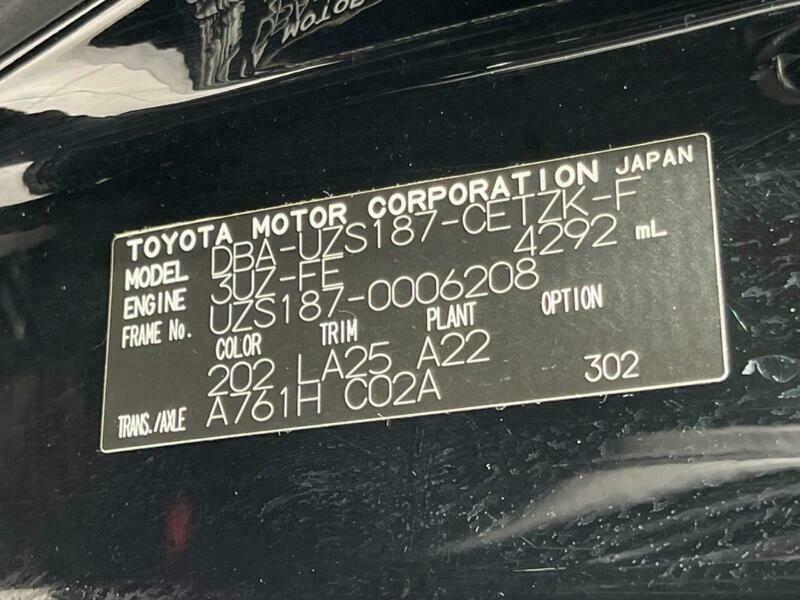 TOYOTA MOTOR CORPORATION JAPAN
MODEL DBA-UZS187-CETZK-F
ENGINE 3UZ-FE 4292 mL
FRAME No. UZS187-0006208
COLOR TRIM PLANT OPTION
202 LA25 A22
TRANS./AXLE A761H C02A 302